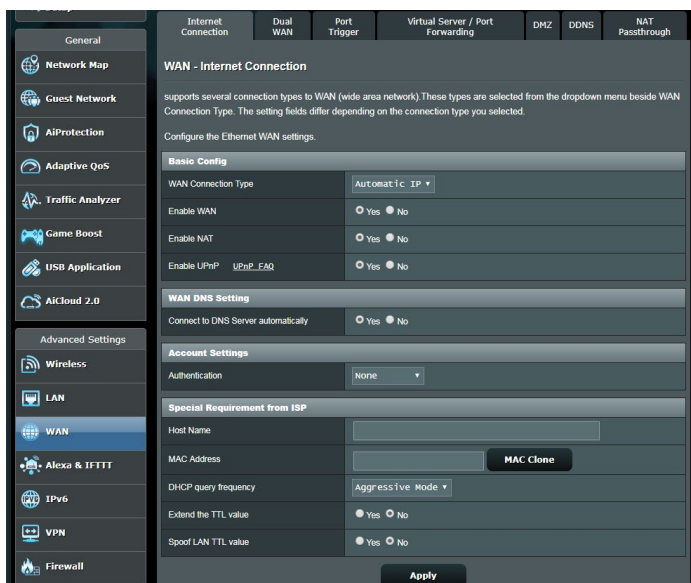 General
Network Map
Guest Network
AiProtection
Adaptive QoS
Traffic Analyzer
Game Boost
USB Application
AiCloud 2.0
Advanced Settings
Wireless
LAN
WAN
Alexa & IFTTT
IPv6
VPN
Firewall
Internet Connection
Dual WAN
Port Trigger
Virtual Server / Port Forwarding
DMZ
DDNS
NAT Passthrough
WAN - Internet Connection
supports several connection types to WAN (wide area network).These types are selected from the dropdown menu beside WAN
Connection Type. The setting fields differ depending on the connection type you selected.
Configure the Ethernet WAN settings.
Basic Config
WAN Connection Type Automatic IP
Enable WAN Yes No
Enable NAT Yes No
Enable UPnP UPnP FAQ Yes No
WAN DNS Setting
Connect to DNS Server automatically Yes No
Account Settings
Authentication None
Special Requirement from ISP
Host Name
MAC Address MAC Clone
DHCP query frequency Aggressive Mode
Extend the TTL value Yes No
Spoof LAN TTL value Yes No
Apply